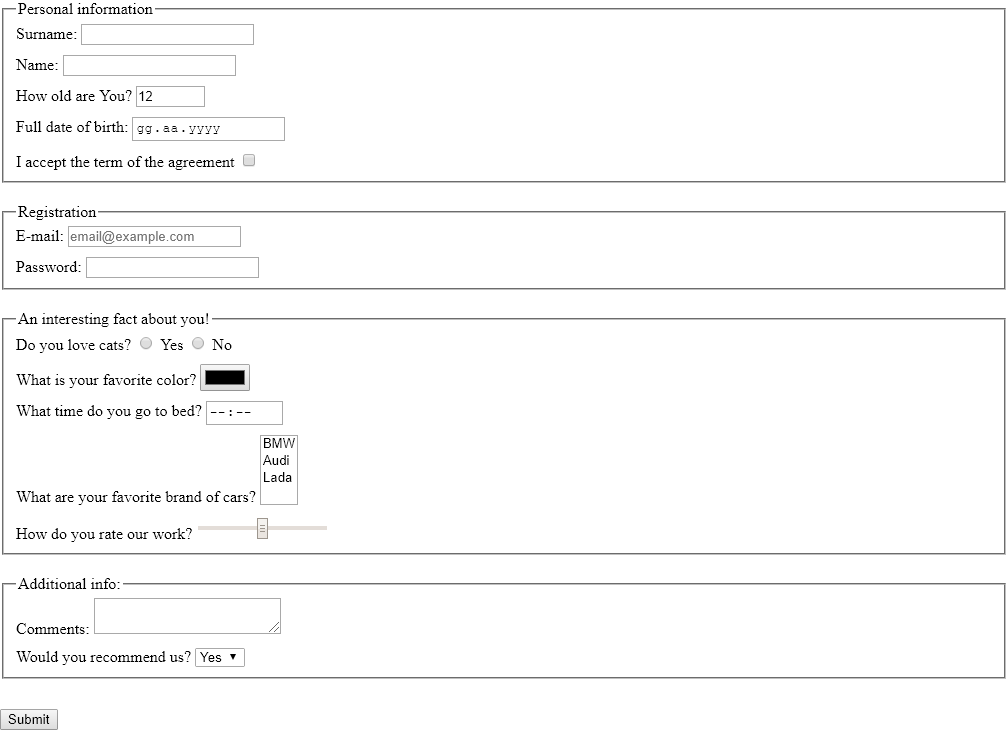 Personal information
Surname:
Name:
How old are You? 12
Full date of birth: gg.aa.yyyy
I accept the term of the agreement
Registration
E-mail: email@example.com
Password:
An interesting fact about you!
Do you love cats? Yes No
What is your favorite color?
What time do you go to bed? --:--
BMW
Audi
Lada
What are your favorite brand of cars?
How do you rate our work?
Additional info:
Comments:
Would you recommend us? Yes
Submit